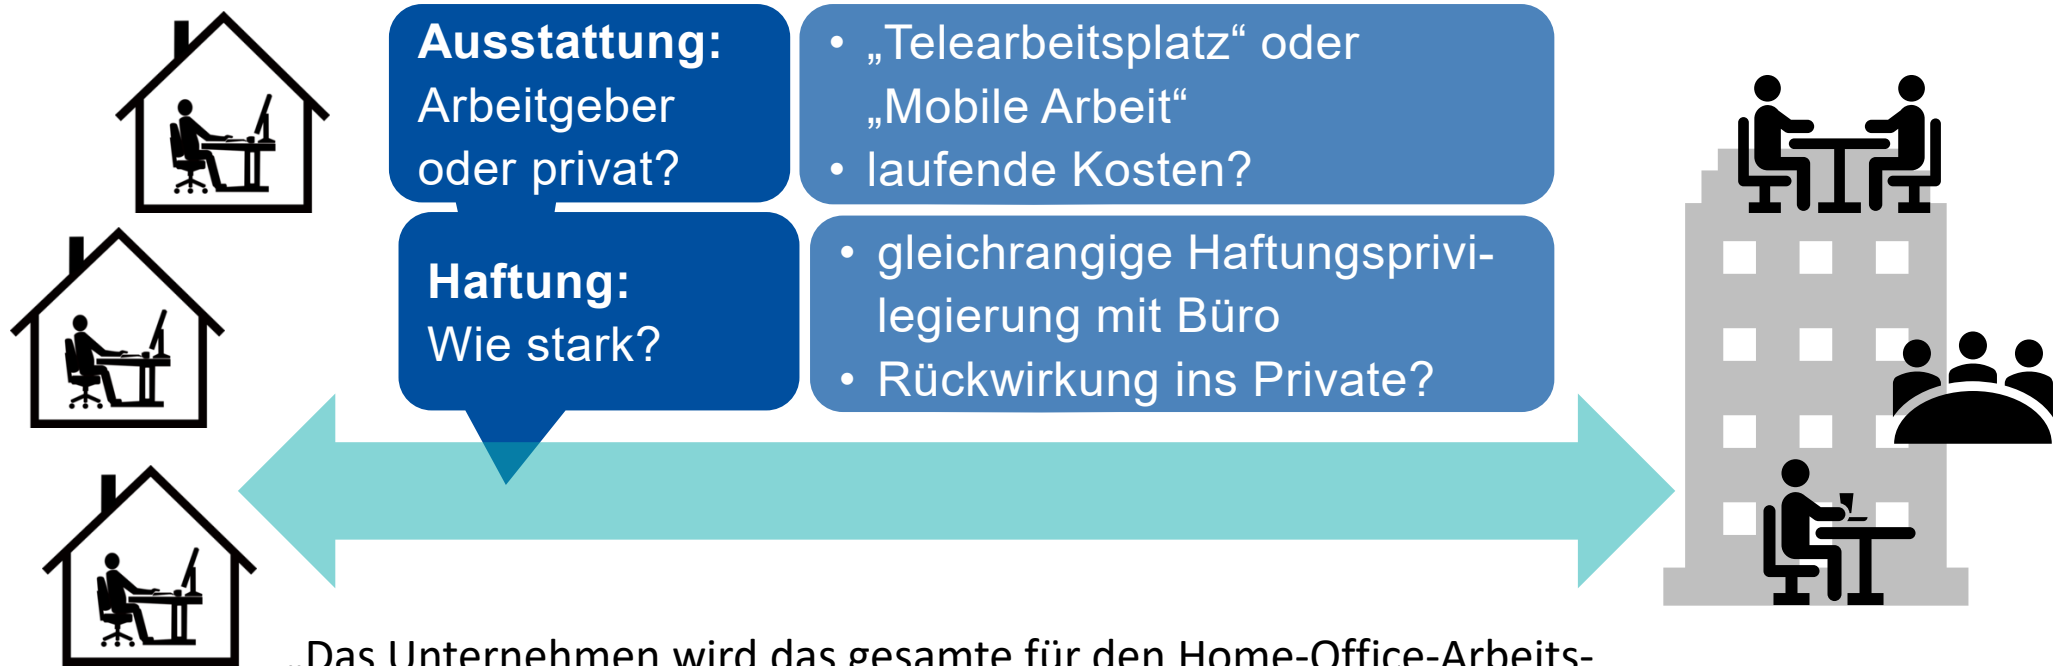 Ausstattung:
Arbeitgeber
oder privat?
• „Telearbeitsplatz“ oder
„Mobile Arbeit“
• laufende Kosten?
Haftung:
Wie stark?
• gleichrangige Haftungsprivi-
legierung mit Büro
• Rückwirkung ins Private?
„Das Unternehmen wird das gesamte für den Home-Office-Arbeits-